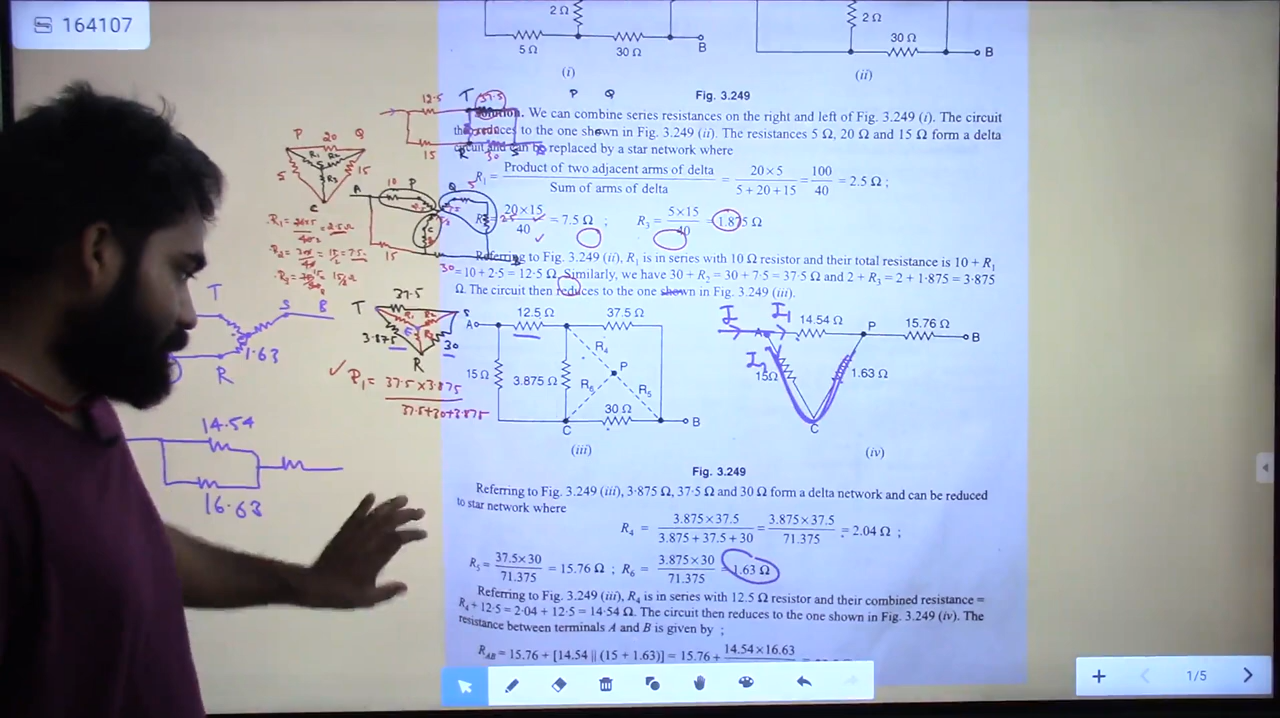 164107
2 Ω
5 Ω
30 Ω
B
(i)
2 Ω
30 Ω
B
(ii)
P Q
Fig. 3.249
Solution. We can combine series resistances on the right and left of Fig. 3.249 (i). The circuit
to the one shown in Fig. 3.249 (ii). The resistances 5 Ω, 20 Ω and 15 Ω form a delta
circuit and can be replaced by a star network where
R1 = Product of two adjacent arms of delta / Sum of arms of delta = 20 × 5 / 5 + 20 + 15 = 100 / 40 = 2.5 Ω ;
20×15 / 40 = 7.5 Ω ; R3 = 5×15 / 40 = 1.875 Ω
Referring to Fig. 3.249 (ii), R1 is in series with 10 Ω resistor and their total resistance is 10 + R1
= 10 + 2.5 = 12.5 Ω. Similarly, we have 30 + R2 = 30 + 7.5 = 37.5 Ω and 2 + R3 = 2 + 1.875 = 3.875
Ω. The circuit then reduces to the one shown in Fig. 3.249 (iii).
12.5 T 37.5
15 R 30 S
P 20 Q
5 15
C
A 10 P Q 5
15
30
T
S B
1.63
R
37.5
T S
3.875 30
R
R1 = 37.5 × 3.875 / 37.5+30+3.875
14.54
16.63
A
12.5 Ω
37.5 Ω
15 Ω
3.875 Ω
R4
P
R6
R5
30 Ω
C
B
(iii)
I
I1
A
14.54 Ω
P
15.76 Ω
B
I2
15Ω
1.63 Ω
C
(iv)
Fig. 3.249
Referring to Fig. 3.249 (iii), 3·875 Ω, 37·5 Ω and 30 Ω form a delta network and can be reduced
to star network where
R4 = 3.875×37.5 / 3.875 + 37.5 + 30 = 3.875×37.5 / 71.375 = 2.04 Ω ;
R5 = 37.5×30 / 71.375 = 15.76 Ω ; R6 = 3.875×30 / 71.375 = 1.63 Ω
Referring to Fig. 3.249 (iii), R4 is in series with 12.5 Ω resistor and their combined resistance =
R4 + 12·5 = 2·04 + 12·5 = 14·54 Ω. The circuit then reduces to the one shown in Fig. 3.249 (iv). The
resistance between terminals A and B is given by ;
RAB = 15.76 + [14.54 || (15 + 1.63)] = 15.76 + 14.54×16.63
1/5